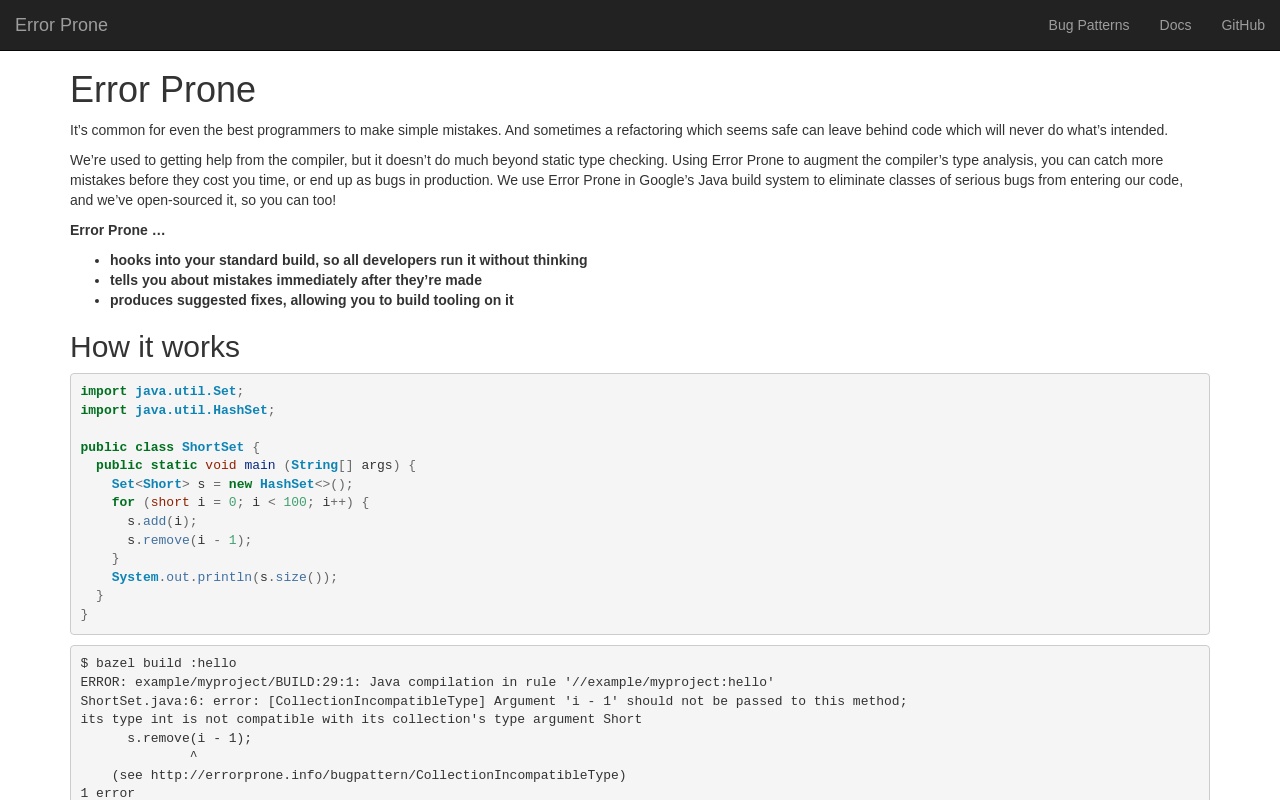 Error Prone
Bug Patterns Docs GitHub
Error Prone
It’s common for even the best programmers to make simple mistakes. And sometimes a refactoring which seems safe can leave behind code which will never do what’s intended.
We’re used to getting help from the compiler, but it doesn’t do much beyond static type checking. Using Error Prone to augment the compiler’s type analysis, you can catch more
mistakes before they cost you time, or end up as bugs in production. We use Error Prone in Google’s Java build system to eliminate classes of serious bugs from entering our code,
and we’ve open-sourced it, so you can too!
Error Prone …
• hooks into your standard build, so all developers run it without thinking
• tells you about mistakes immediately after they’re made
• produces suggested fixes, allowing you to build tooling on it
How it works
import java.util.Set;
import java.util.HashSet;

public class ShortSet {
  public static void main (String[] args) {
    Set<Short> s = new HashSet<>();
    for (short i = 0; i < 100; i++) {
      s.add(i);
      s.remove(i - 1);
    }
    System.out.println(s.size());
  }
}
$ bazel build :hello
ERROR: example/myproject/BUILD:29:1: Java compilation in rule '//example/myproject:hello'
ShortSet.java:6: error: [CollectionIncompatibleType] Argument 'i - 1' should not be passed to this method;
its type int is not compatible with its collection's type argument Short
      s.remove(i - 1);
              ^
    (see http://errorprone.info/bugpattern/CollectionIncompatibleType)
1 error